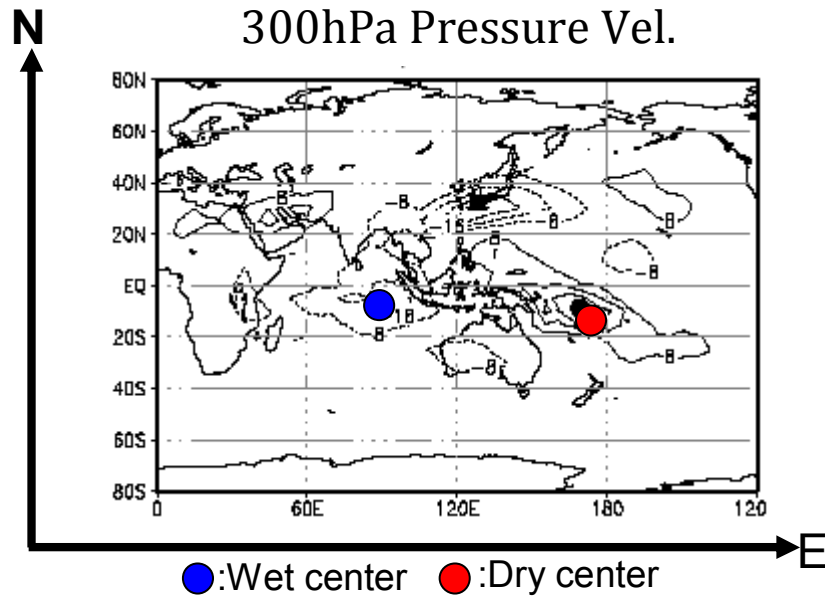 N
300hPa Pressure Vel.
80N
60N
40N
20N
EQ
20S
40S
60S
80S
0 60E 120E 180 120
E
:Wet center :Dry center